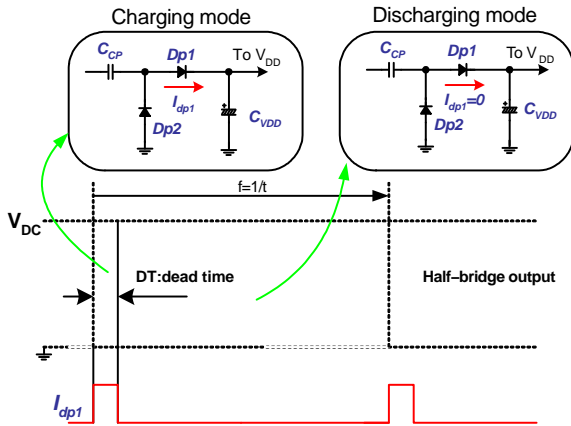 Charging mode
Discharging mode
CCP
Dp1
To VDD
Idp1
Dp2
CVDD
CCP
Dp1
To VDD
Idp1=0
Dp2
CVDD
f=1/t
VDC
DT:dead time
Half-bridge output
Idp1